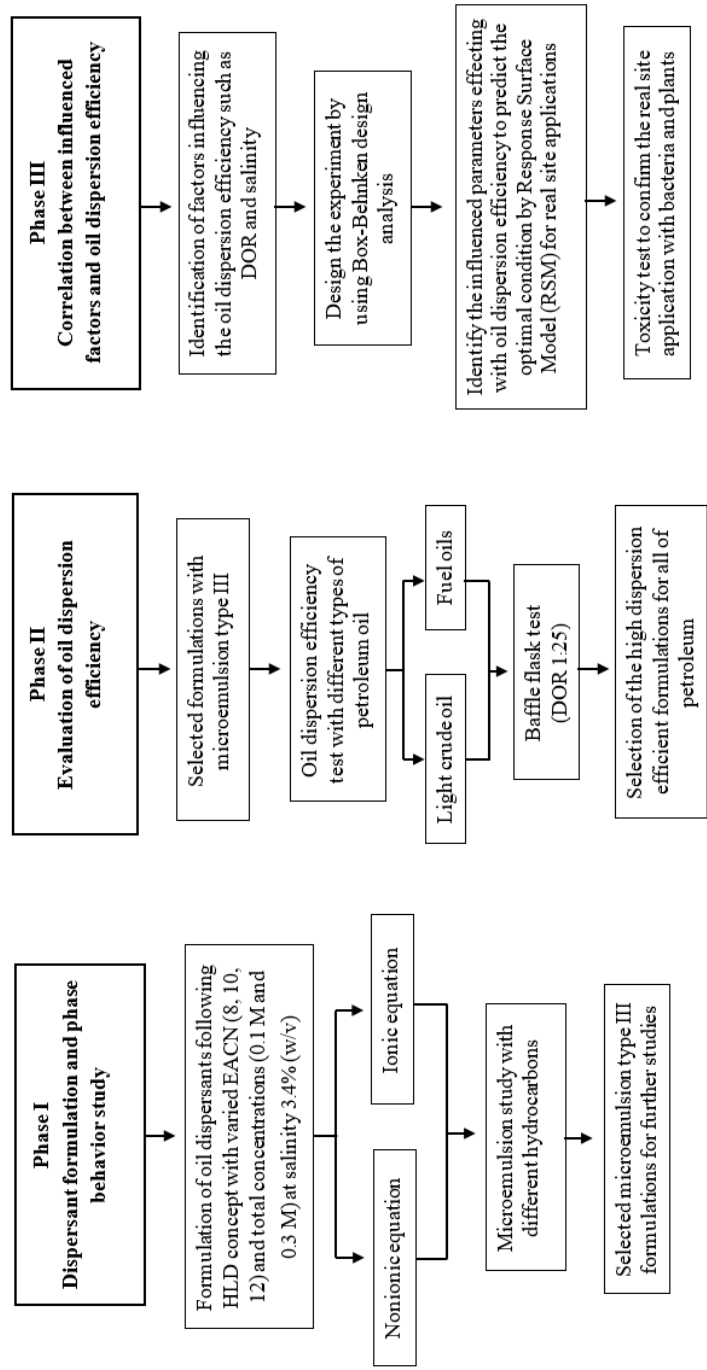 Phase I
Dispersant formulation and phase
behavior study
Formulation of oil dispersants following
HLD concept with varied EACN (8, 10,
12) and total concentrations (0.1 M and
0.3 M) at salinity 3.4% (w/v)
Nonionic equation
Ionic equation
Microemulsion study with
different hydrocarbons
Selected microemulsion type III
formulations for further studies
Phase II
Evaluation of oil dispersion
efficiency
Selected formulations with
microemulsion type III
Oil dispersion efficiency
test with different types of
petroleum oil
Light crude oil
Fuel oils
Baffle flask test
(DOR 1:25)
Selection of the high dispersion
efficient formulations for all of
petroleum
Phase III
Correlation between influenced
factors and oil dispersion efficiency
Identification of factors influencing
the oil dispersion efficiency such as
DOR and salinity
Design the experiment by
using Box-Behnken design
analysis
Identify the influenced parameters effecting
with oil dispersion efficiency to predict the
optimal condition by Response Surface
Model (RSM) for real site applications
Toxicity test to confirm the real site
application with bacteria and plants